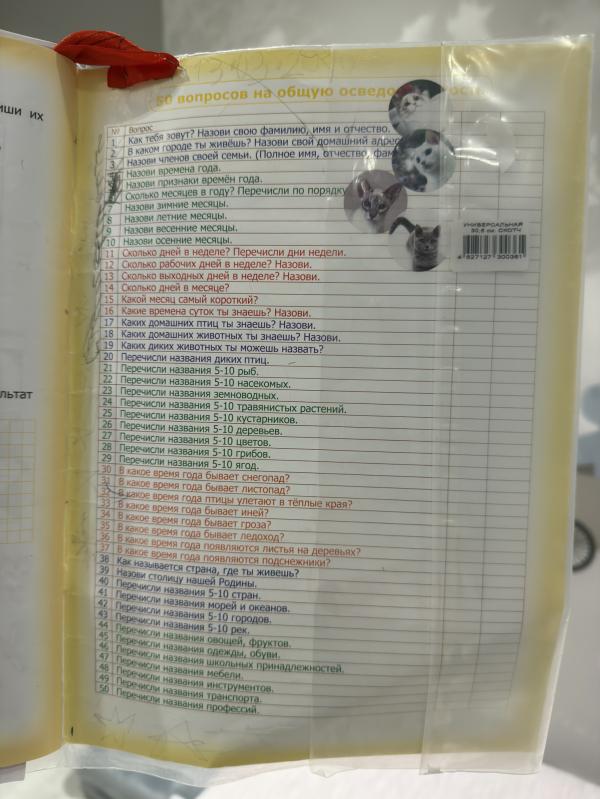 иши их
льтат
50 вопросов на общую осведо
№ Вопрос
1 Как тебя зовут? Назови свою фамилию, имя и отчество.
2 В каком городе ты живёшь? Назови свой домашний адрес
3 Назови членов своей семьи. (Полное имя, отчество, фам
Назови времена года.
Назови признаки времён года.
Сколько месяцев в году? Перечисли по порядку
7 Назови зимние месяцы.
8 Назови летние месяцы.
9 Назови весенние месяцы.
10 Назови осенние месяцы.
11 Сколько дней в неделе? Перечисли дни недели.
12 Сколько рабочих дней в неделе? Назови.
13 Сколько выходных дней в неделе? Назови.
14 Сколько дней в месяце?
15 Какой месяц самый короткий?
16 Какие времена суток ты знаешь? Назови.
17 Каких домашних птиц ты знаешь? Назови.
18 Каких домашних животных ты знаешь? Назови.
19 Каких диких животных ты можешь назвать?
20 Перечисли названия диких птиц.
21 Перечисли названия 5-10 рыб.
22 Перечисли названия 5-10 насекомых.
23 Перечисли названия земноводных.
24 Перечисли названия 5-10 травянистых растений.
25 Перечисли названия 5-10 кустарников.
26 Перечисли названия 5-10 деревьев.
27 Перечисли названия 5-10 цветов.
28 Перечисли названия 5-10 грибов.
29 Перечисли названия 5-10 ягод.
30 В какое время года бывает снегопад?
31 В какое время года бывает листопад?
32 В какое время года птицы улетают в тёплые края?
33 В какое время года бывает иней?
34 В какое время года бывает гроза?
35 В какое время года бывает ледоход?
36 В какое время года появляются листья на деревьях?
37 В какое время года появляются подснежники?
38 Как называется страна, где ты живешь?
39 Назови столицу нашей Родины.
40 Перечисли названия 5-10 стран.
41 Перечисли названия морей и океанов.
42 Перечисли названия 5-10 городов.
43 Перечисли названия 5-10 рек.
44 Перечисли названия овощей, фруктов.
45 Перечисли названия одежды, обуви.
46 Перечисли названия школьных принадлежностей.
47 Перечисли названия мебели.
48 Перечисли названия инструментов.
49 Перечисли названия транспорта.
50 Перечисли названия профессий.
УНИВЕРСАЛЬНАЯ
30,5 см. СКОТЧ
4 627127 300361